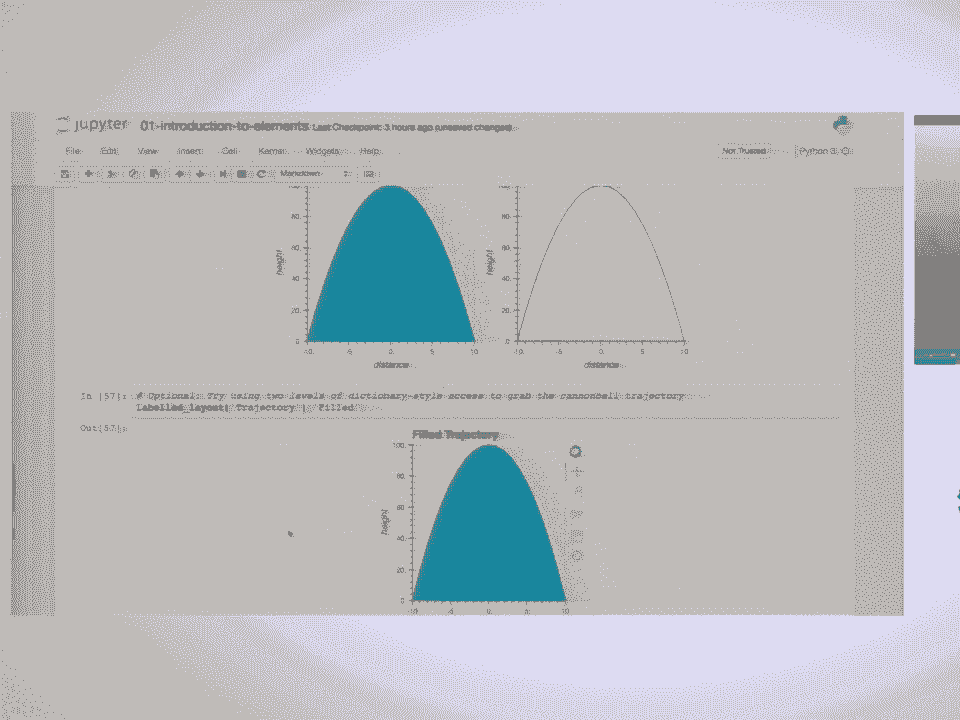 jupyter 01-introduction-to-elements Last Checkpoint: 3 hours ago (unsaved changes)
File Edit View Insert Cell Kernel Widgets Help Not Trusted Python 3
Markdown
100 80 60 40 20 0
height
-10 -5 0 5 10
distance
100 80 60 40 20 0
height
-10 -5 0 5 10
distance
In [57]: # Optional: Try using two levels of dictionary-style access to grab the cannonball trajectory
Labelled_layout Trajectory Filled
Out[57]:
Filled Trajectory
100 80 60 40 20 0
height
-10 -5 0 5 10